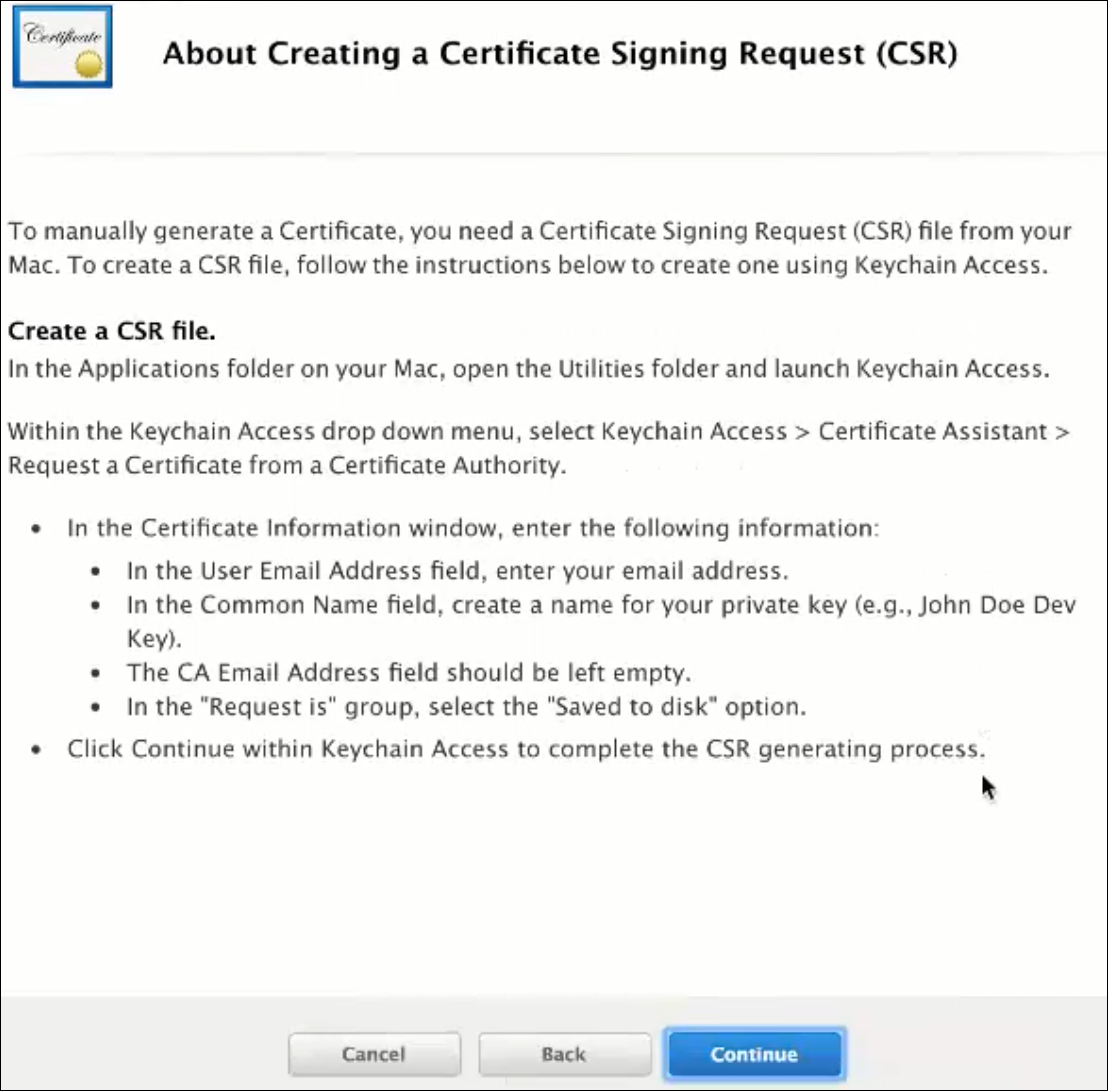 Certificate
About Creating a Certificate Signing Request (CSR)
To manually generate a Certificate, you need a Certificate Signing Request (CSR) file from your
Mac. To create a CSR file, follow the instructions below to create one using Keychain Access.
Create a CSR file.
In the Applications folder on your Mac, open the Utilities folder and launch Keychain Access.
Within the Keychain Access drop down menu, select Keychain Access > Certificate Assistant >
Request a Certificate from a Certificate Authority.
• In the Certificate Information window, enter the following information:
• In the User Email Address field, enter your email address.
• In the Common Name field, create a name for your private key (e.g., John Doe Dev
Key).
• The CA Email Address field should be left empty.
• In the "Request is" group, select the "Saved to disk" option.
• Click Continue within Keychain Access to complete the CSR generating process.
Cancel
Back
Continue